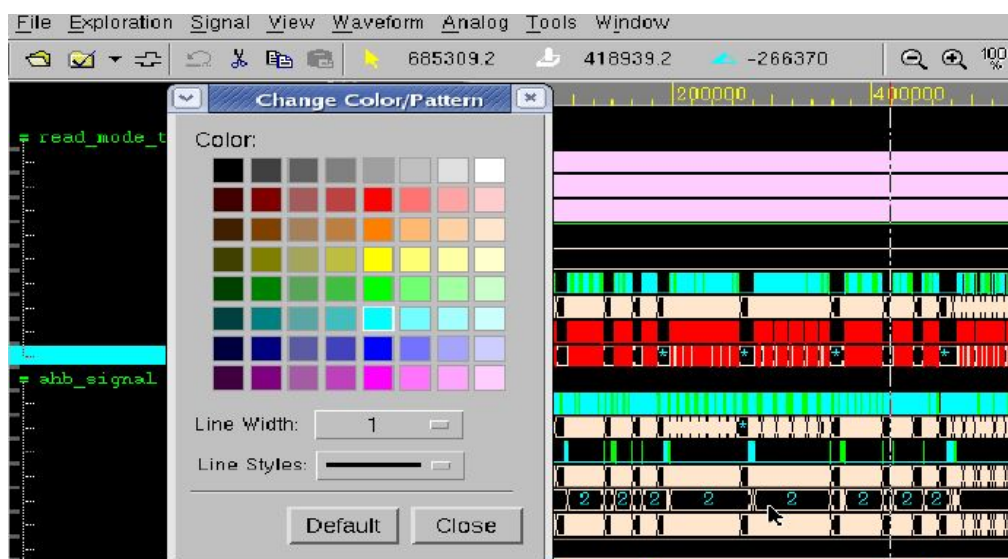 File Exploration Signal View Waveform Analog Tools Window
685309.2 418939.2 -266370 100 %
Change Color/Pattern
200000 400000
read_mode_t
Color:
* * * *
ahb_signal
*
Line Width: 1
Line Styles:
2 2 2 2 2 2 2 2
Default Close